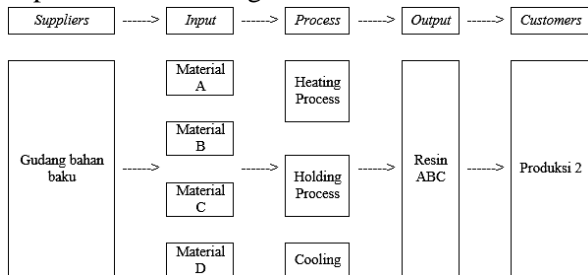 Suppliers ------> Input ------> Process ------> Output ------> Customers
Material
A
Heating
Process
Material
B
Gudang bahan
baku
------> ------> ------> ------>
Holding
Process
Resin
ABC
Produksi 2
Material
C
Material
D
Cooling